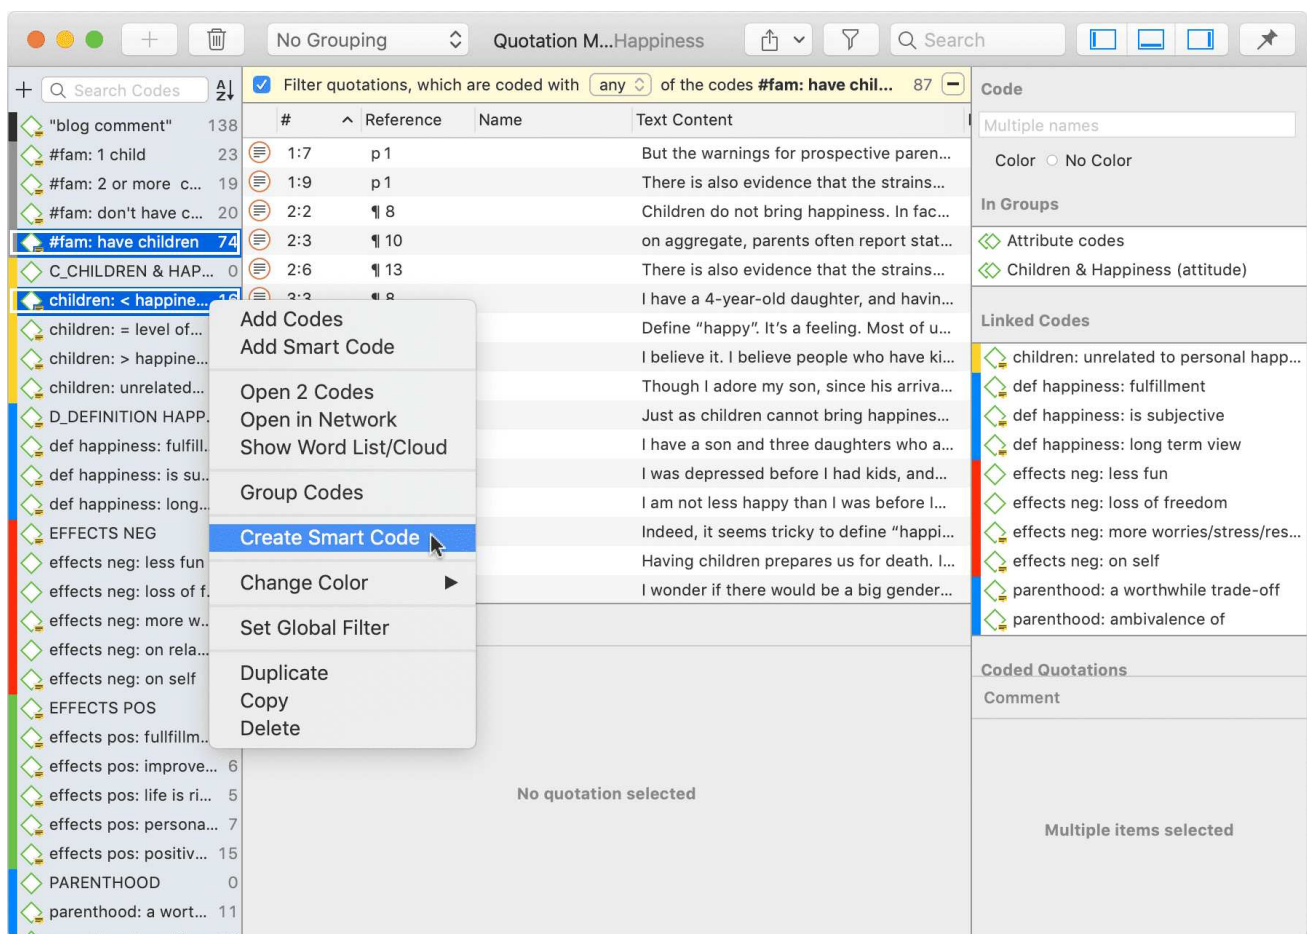 No Grouping
Quotation M...Happiness
Search
Search Codes
A
Z
"blog comment" 138
#fam: 1 child 23
#fam: 2 or more c... 19
#fam: don't have c... 20
#fam: have children 74
C_CHILDREN & HAP... 0
children: < happine... 16
children: = level of...
children: > happine...
children: unrelated...
D_DEFINITION HAPP.
def happiness: fulfill.
def happiness: is su..
def happiness: long...
EFFECTS NEG
effects neg: less fun
effects neg: loss of f.
effects neg: more w..
effects neg: on rela...
effects neg: on self
EFFECTS POS
effects pos: fullfillm..
effects pos: improve... 6
effects pos: life is ri... 5
effects pos: persona... 7
effects pos: positiv... 15
PARENTHOOD 0
parenthood: a wort... 11
Filter quotations, which are coded with any of the codes #fam: have chil... 87
# Reference Name Text Content
1:7 p 1 But the warnings for prospective paren...
1:9 p 1 There is also evidence that the strains...
2:2 ¶ 8 Children do not bring happiness. In fac...
2:3 ¶ 10 on aggregate, parents often report stat...
2:6 ¶ 13 There is also evidence that the strains...
3:3 ¶ 8 I have a 4-year-old daughter, and havin...
Define “happy”. It’s a feeling. Most of u...
I believe it. I believe people who have ki...
Though I adore my son, since his arriva...
Just as children cannot bring happines...
I have a son and three daughters who a...
I was depressed before I had kids, and...
I am not less happy than I was before I...
Indeed, it seems tricky to define “happi...
Having children prepares us for death. I...
I wonder if there would be a big gender...
Add Codes
Add Smart Code
Open 2 Codes
Open in Network
Show Word List/Cloud
Group Codes
Create Smart Code
Change Color
Set Global Filter
Duplicate
Copy
Delete
No quotation selected
Code
Multiple names
Color No Color
In Groups
Attribute codes
Children & Happiness (attitude)
Linked Codes
children: unrelated to personal happ...
def happiness: fulfillment
def happiness: is subjective
def happiness: long term view
effects neg: less fun
effects neg: loss of freedom
effects neg: more worries/stress/res...
effects neg: on self
parenthood: a worthwhile trade-off
parenthood: ambivalence of
Coded Quotations
Comment
Multiple items selected